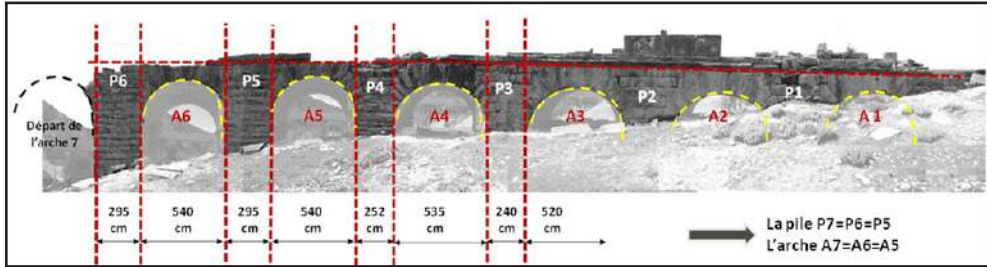 P6
P5
P4
P3
P2
P1
A6
A5
A4
A3
A2
A 1
Départ de
l'arche 7
295
cm
540
cm
295
cm
540
cm
252
cm
535
cm
240
cm
520
cm
La pile P7=P6=P5
L'arche A7=A6=A5